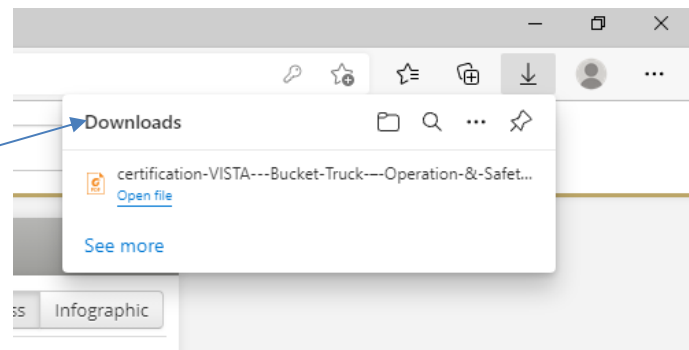 Downloads
certification-VISTA---Bucket-Truck-–-Operation-&-Safet...
Open file
See more
ss
Infographic